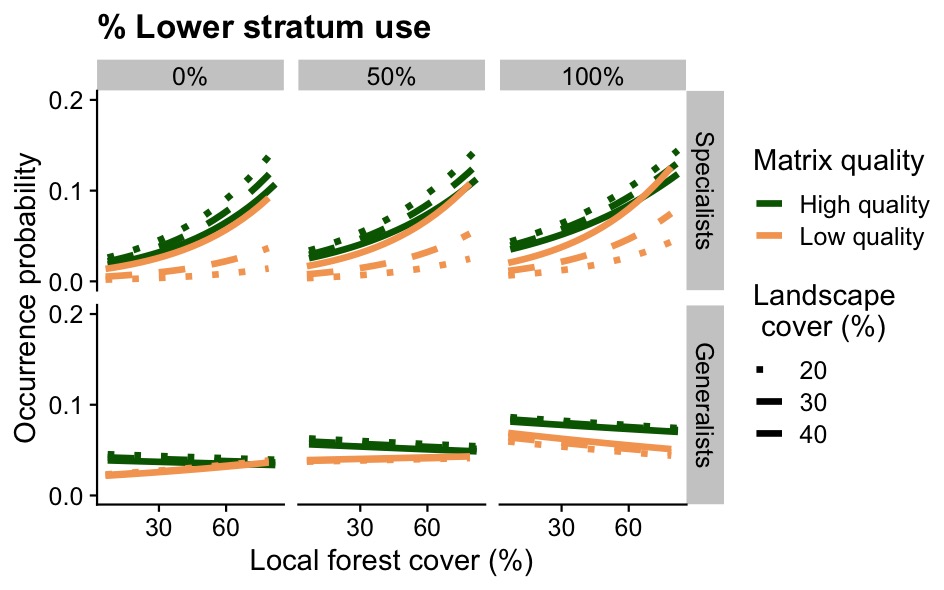 % Lower stratum use
0%
50%
100%
0.2
0.1
0.0
Specialists
0.2
0.1
0.0
Generalists
Occurrence probability
30
60
30
60
30
60
Local forest cover (%)
Matrix quality
High quality
Low quality
Landscape
cover (%)
20
30
40